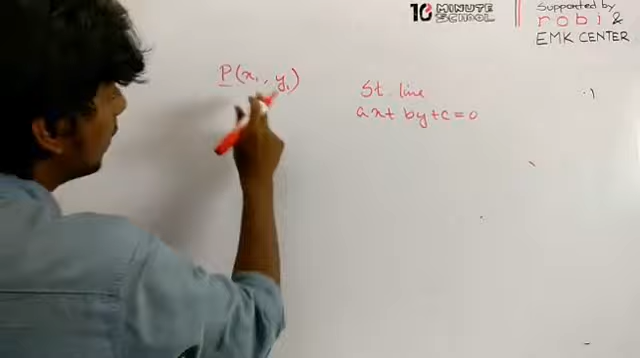 10 MINUTE SCHOOL
Supported by
robi &
EMK CENTER
P(x₁, y₁)
St. line
ax+by+c=0